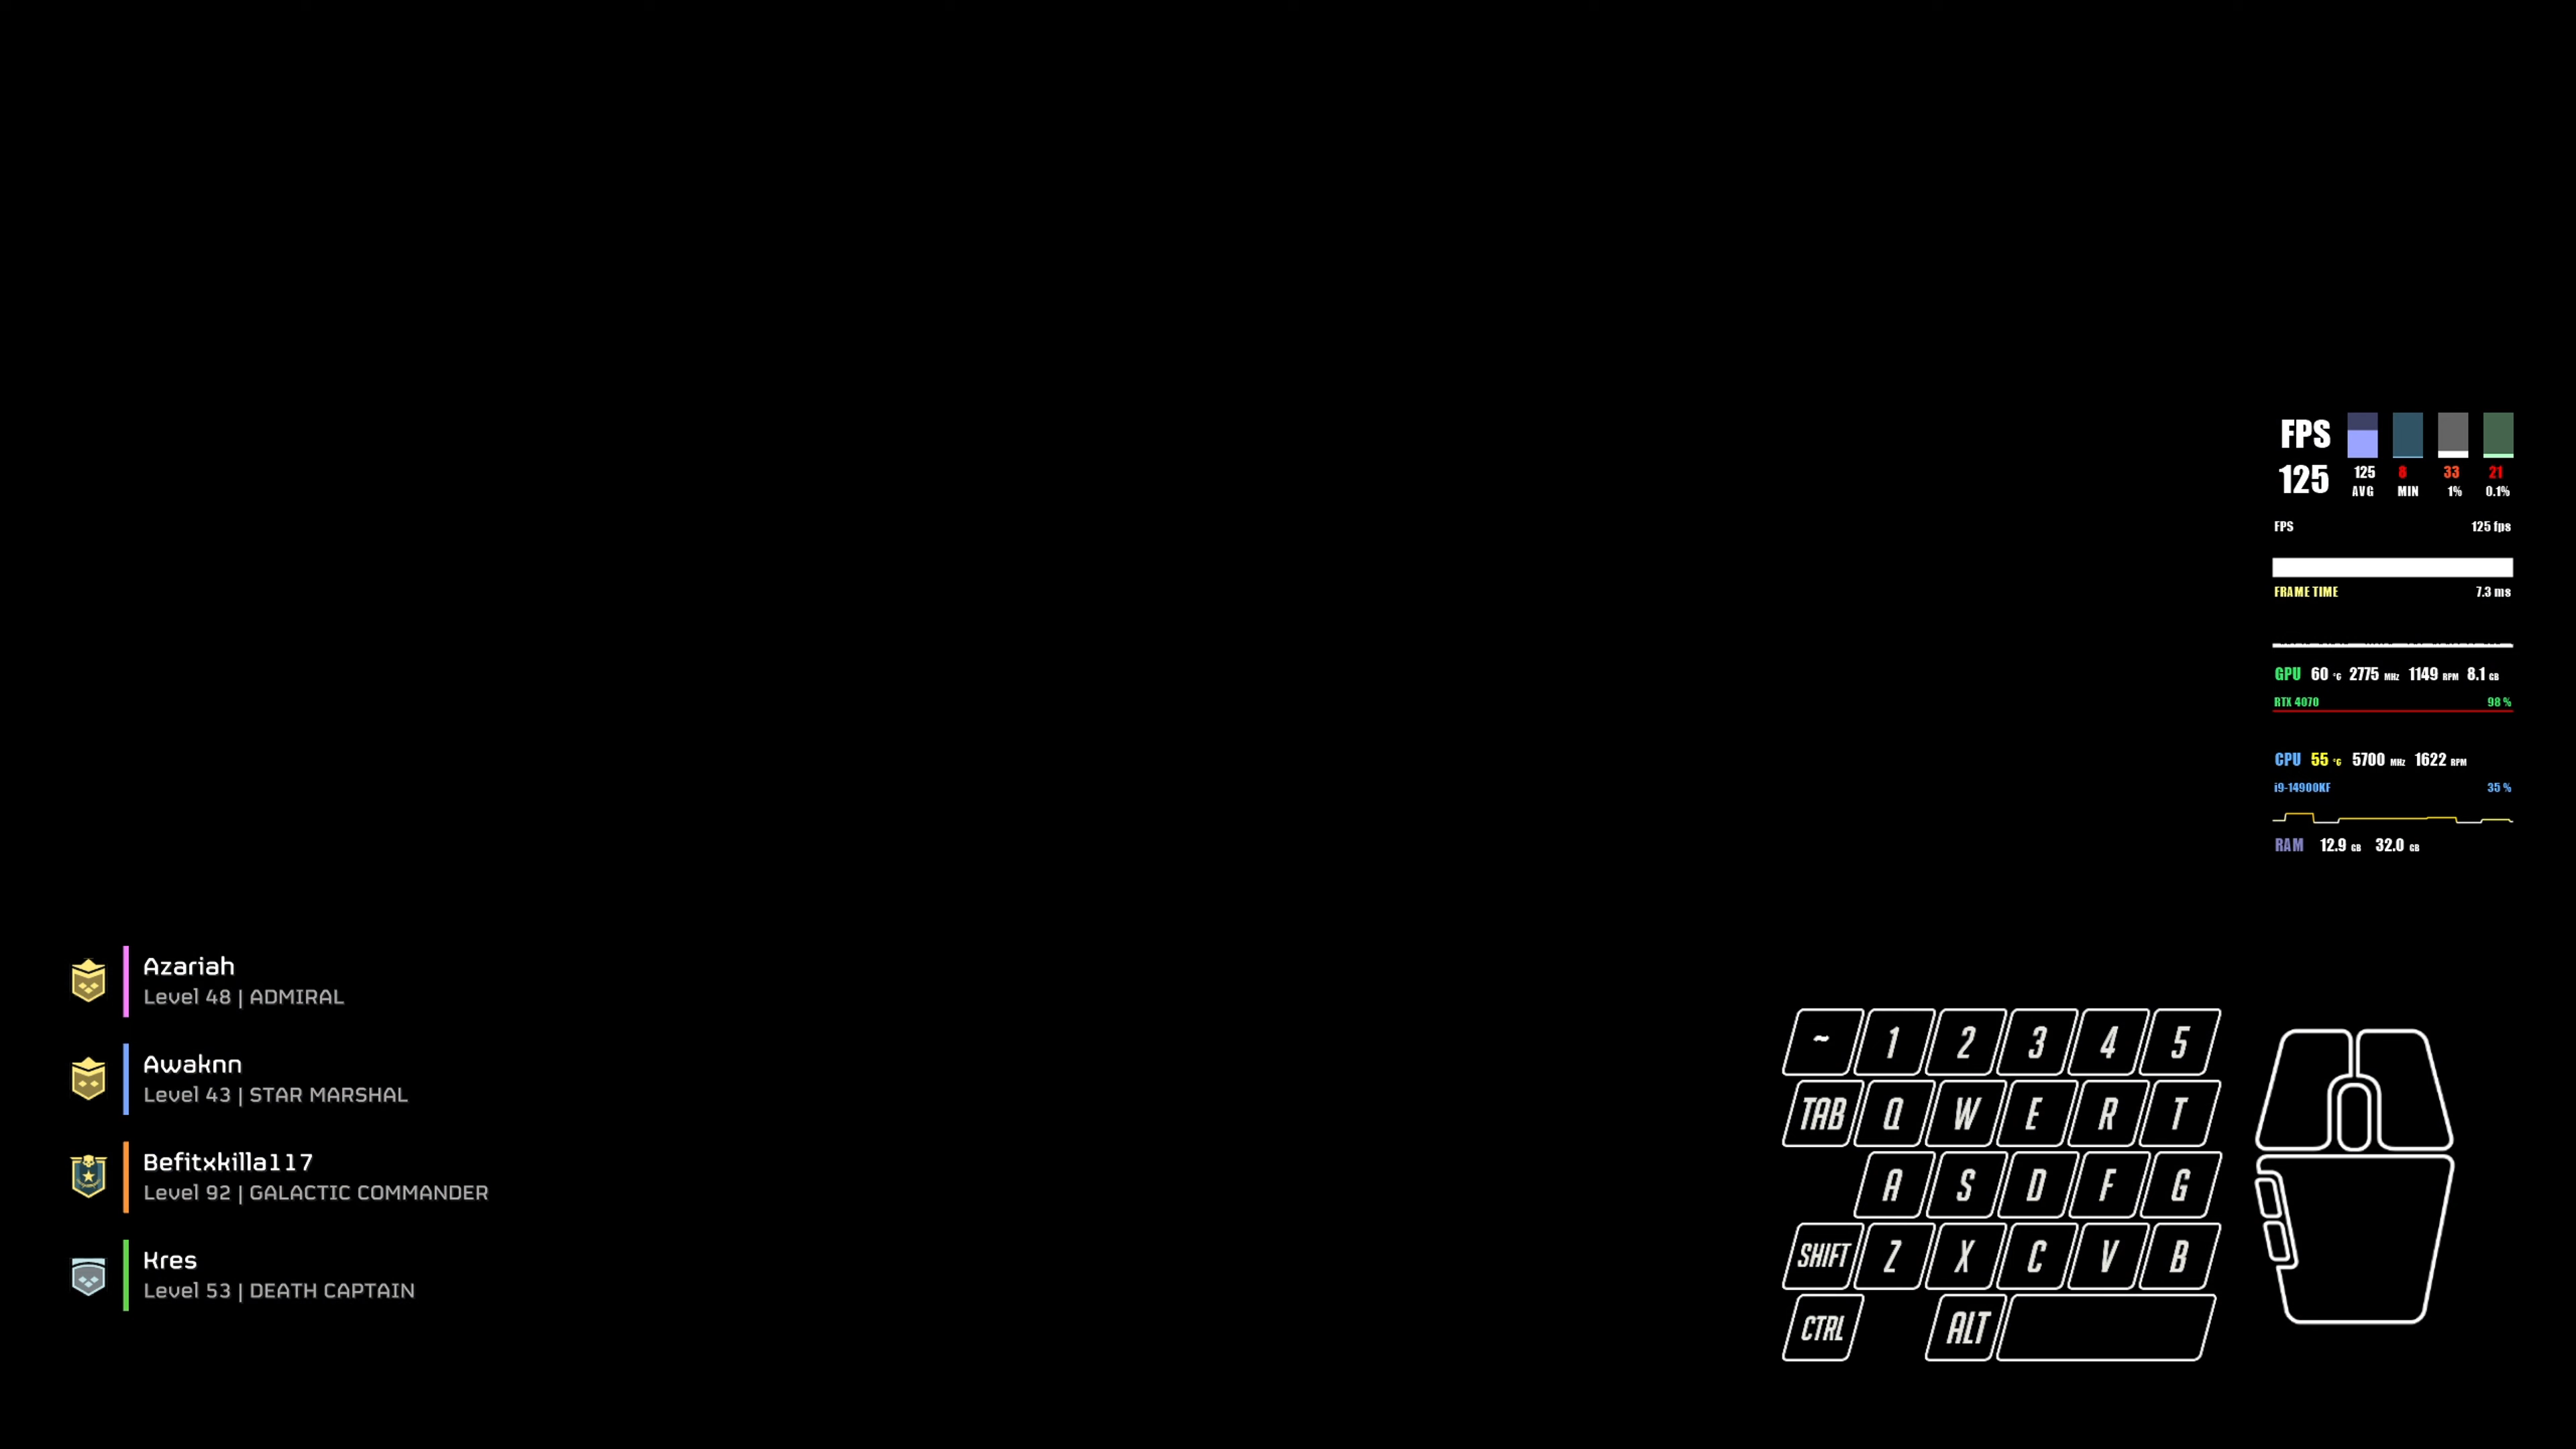 FPS
125
125 8 33 21
AVG MIN 1% 0.1%
FPS 125 fps
FRAME TIME 7.3 ms
GPU 60 °C 2775 MHz 1149 RPM 8.1 GB
RTX 4070 98 %
CPU 55 °C 5700 MHz 1622 RPM
i9-14900KF 35 %
RAM 12.9 GB 32.0 GB
Azariah
Level 48 | ADMIRAL
Awaknn
Level 43 | STAR MARSHAL
Befitxkilla117
Level 92 | GALACTIC COMMANDER
Kres
Level 53 | DEATH CAPTAIN
~ 1 2 3 4 5
TAB Q W E R T
A S D F G
SHIFT Z X C V B
CTRL ALT